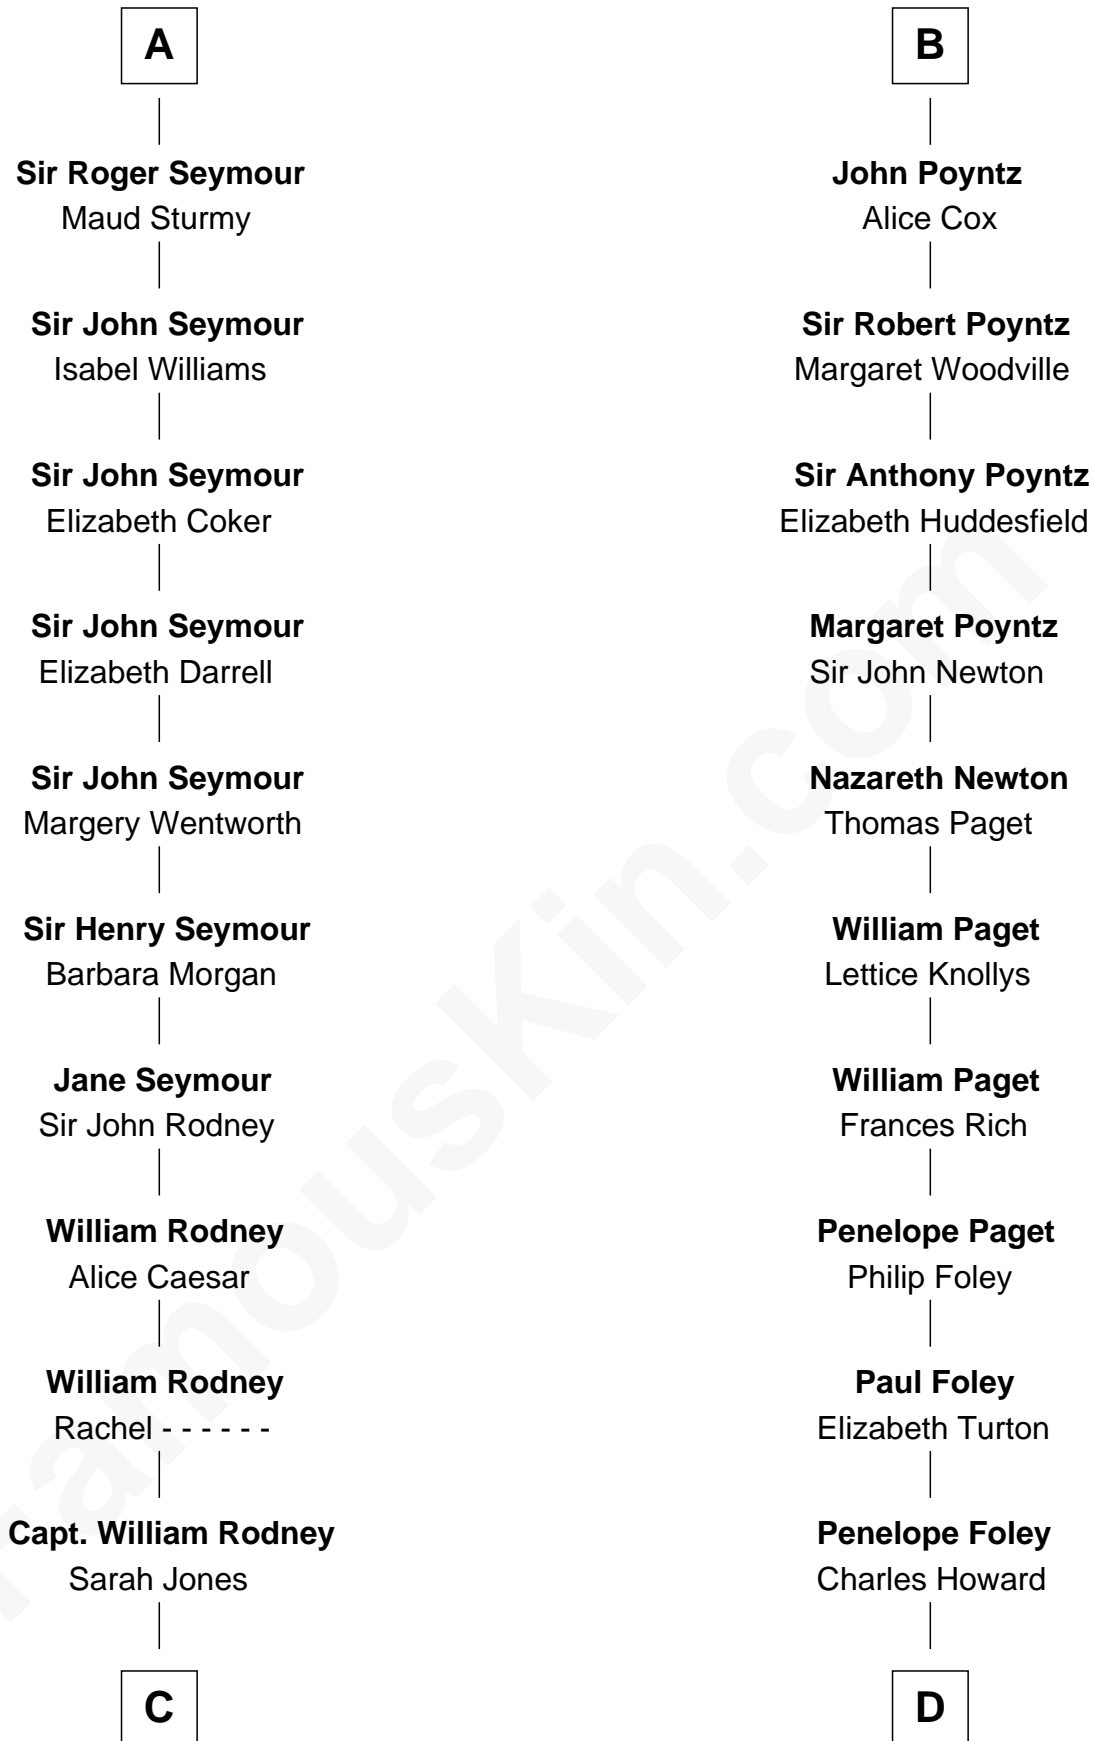 A
Sir Roger Seymour
Maud Sturmy
Sir John Seymour
Isabel Williams
Sir John Seymour
Elizabeth Coker
Sir John Seymour
Elizabeth Darrell
Sir John Seymour
Margery Wentworth
Sir Henry Seymour
Barbara Morgan
Jane Seymour
Sir John Rodney
William Rodney
Alice Caesar
William Rodney
Rachel - - - - - -
Capt. William Rodney
Sarah Jones
C
B
John Poyntz
Alice Cox
Sir Robert Poyntz
Margaret Woodville
Sir Anthony Poyntz
Elizabeth Huddesfield
Margaret Poyntz
Sir John Newton
Nazareth Newton
Thomas Paget
William Paget
Lettice Knollys
William Paget
Frances Rich
Penelope Paget
Philip Foley
Paul Foley
Elizabeth Turton
Penelope Foley
Charles Howard
D
FamousKin.com